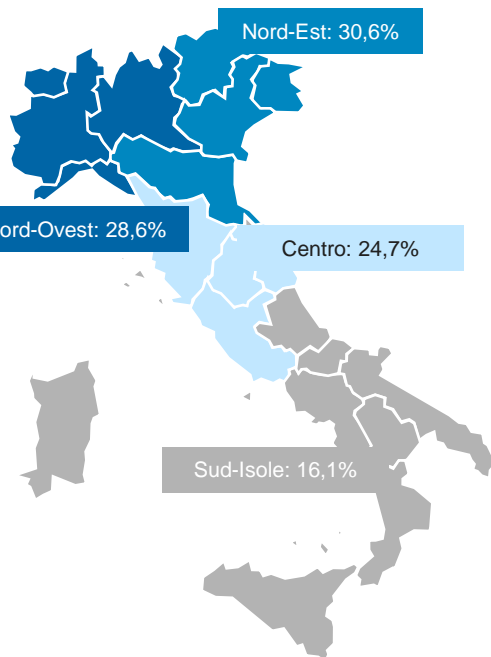 Nord-Est: 30,6%
ord-Ovest: 28,6%
Centro: 24,7%
Sud-Isole: 16,1%